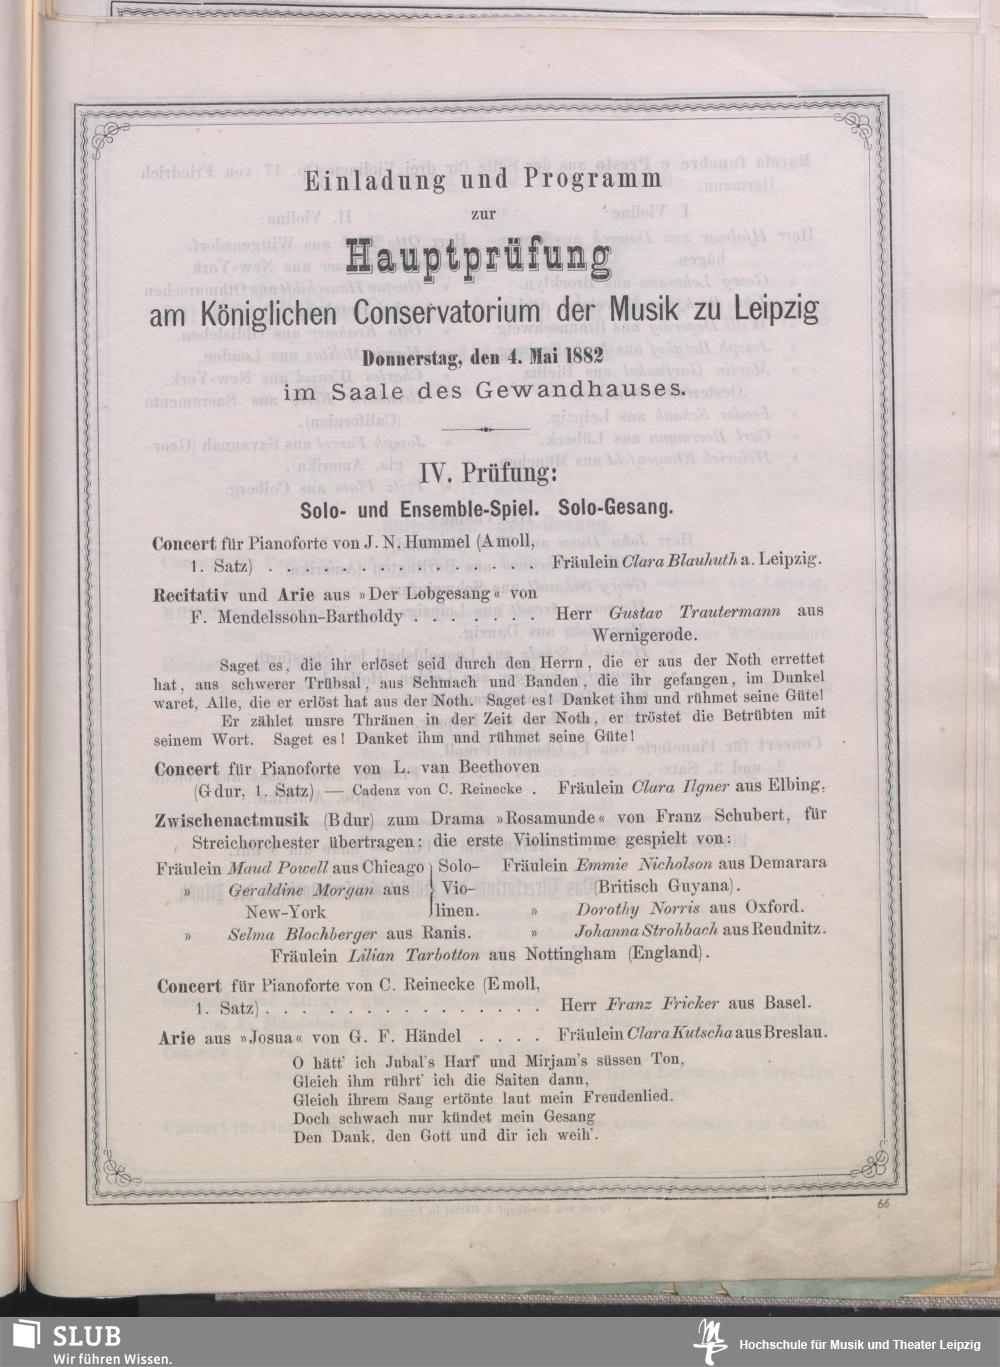 Einladung und Programm
zur
Hauptprüfung
am Königlichen Conservatorium der Musik zu Leipzig
Donnerstag, den 4. Mai 1882
im Saale des Gewandhauses.
IV. Prüfung:
Solo- und Ensemble-Spiel. Solo-Gesang.
Concert für Pianoforte von J. N. Hummel (A moll,
1. Satz) . . . . . . . . . . . . . . . . Fräulein Clara Blauhuth a. Leipzig.
Recitativ und Arie aus »Der Lobgesang« von
F. Mendelssohn-Bartholdy . . . . . . . Herr Gustav Trautermann aus
Wernigerode.
Saget es, die ihr erlöset seid durch den Herrn, die er aus der Noth errettet
hat, aus schwerer Trübsal, aus Schmach und Banden, die ihr gefangen, im Dunkel
waret, Alle, die er erlöst hat aus der Noth. Saget es! Danket ihm und rühmet seine Güte!
Er zählet unsre Thränen in der Zeit der Noth, er tröstet die Betrübten mit
seinem Wort. Saget es! Danket ihm und rühmet seine Güte!
Concert für Pianoforte von L. van Beethoven
(G dur, 1. Satz) — Cadenz von C. Reinecke . Fräulein Clara Ilgner aus Elbing.
Zwischenactmusik (B dur) zum Drama »Rosamunde« von Franz Schubert, für
Streichorchester übertragen; die erste Violinstimme gespielt von:
Fräulein Maud Powell aus Chicago Solo- Fräulein Emmie Nicholson aus Demarara
» Geraldine Morgan aus Vio- (Britisch Guyana).
New-York linen. » Dorothy Norris aus Oxford.
» Selma Blochberger aus Ranis. » Johanna Strohbach aus Reudnitz.
Fräulein Lilian Tarbotton aus Nottingham (England).
Concert für Pianoforte von C. Reinecke (E moll,
1. Satz) . . . . . . . . . . . . . . . Herr Franz Fricker aus Basel.
Arie aus »Josua« von G. F. Händel . . . . Fräulein Clara Kutscha aus Breslau.
O hätt' ich Jubal's Harf' und Mirjam's süssen Ton,
Gleich ihm rührt' ich die Saiten dann,
Gleich ihrem Sang ertönte laut mein Freudenlied.
Doch schwach nur kündet mein Gesang
Den Dank, den Gott und dir ich weih'.
66
SLUB
Wir führen Wissen.
Hochschule für Musik und Theater Leipzig